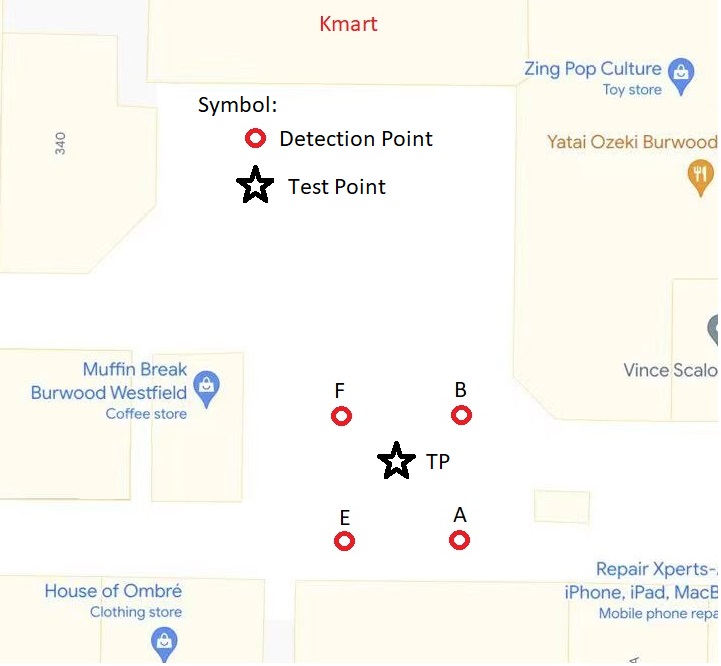 Kmart
Zing Pop Culture
Toy store
Symbol:
Detection Point
340
Yatai Ozeki Burwood
Test Point
Muffin Break
Burwood Westfield
Coffee store
Vince Scalo
F
B
TP
E
A
Repair Xperts-
House of Ombré
iPhone, iPad, MacB
Clothing store
Mobile phone repa